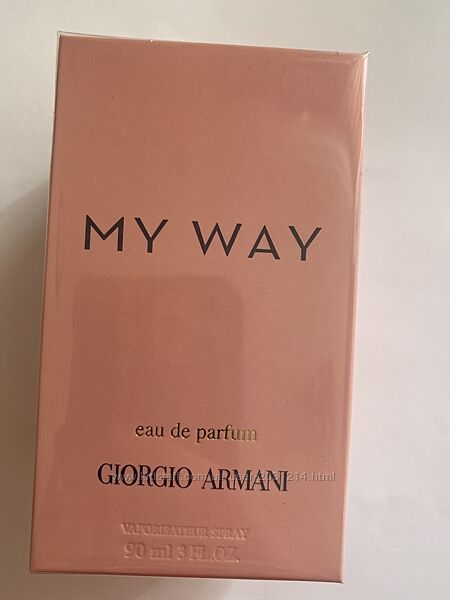 MY WAY
eau de parfum
GIORGIO ARMANI
VAPORISATEUR SPRAY
90 ml 3 FL.OZ.